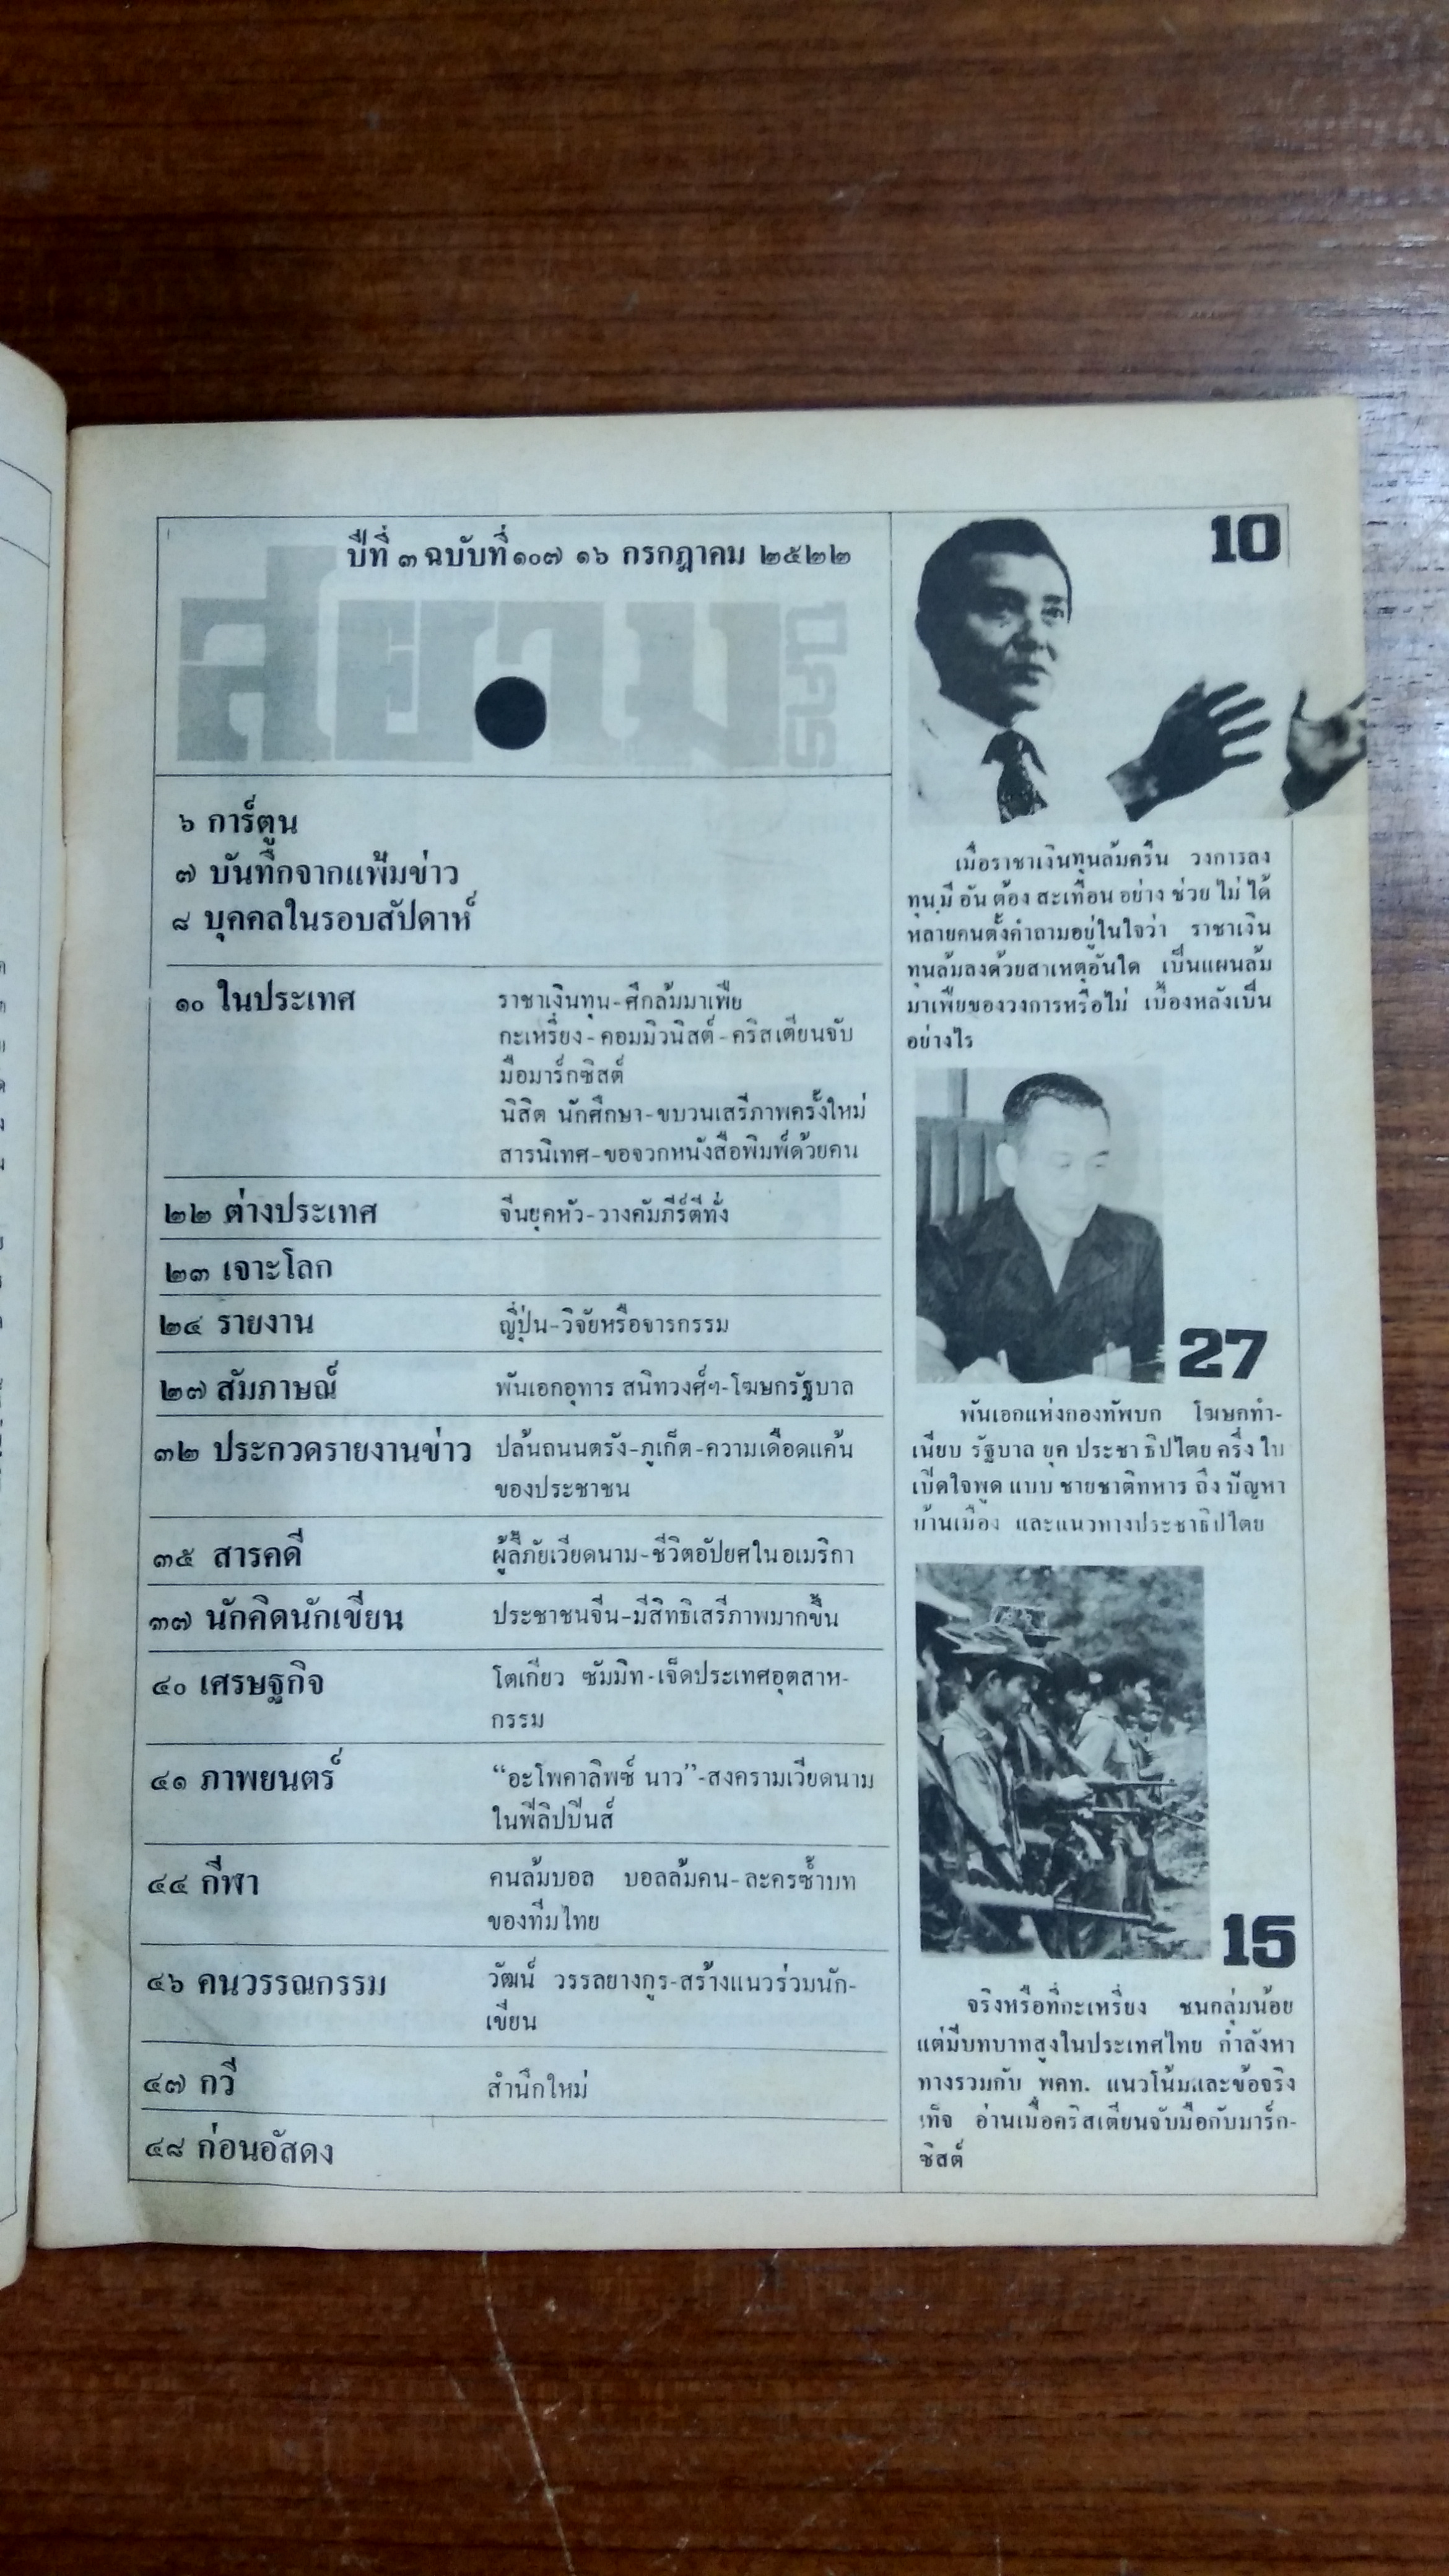 ปีที่ ๓ ฉบับที่ ๑๐๗ ๑๖ กรกฎาคม ๒๕๒๒
สยาม
๖ การ์ตูน
๗ บันทึกจากแฟ้มข่าว
๘ บุคคลในรอบสัปดาห์
๑๐ ในประเทศ
ราชาเงินทุน-ศึกล้มมาเฟีย
กะเหรี่ยง-คอมมิวนิสต์-คริสเตียนจับ
มือมาร์กซิสต์
นิสิต นักศึกษา-ขบวนเสรีภาพครั้งใหม่
สารนิเทศ-ขอจวกหนังสือพิมพ์ด้วยคน
๒๒ ต่างประเทศ
จีนยุคหัว-วางคัมภีร์ตีทั่ง
๒๓ เจาะโลก
๒๔ รายงาน
ญี่ปุ่น-วิจัยหรือจารกรรม
๒๗ สัมภาษณ์
พันเอกอุทาร สนิทวงศ์ฯ-โฆษกรัฐบาล
๓๒ ประกวดรายงานข่าว
ปล้นถนนตรัง-ภูเก็ต-ความเดือดแค้น
ของประชาชน
๓๕ สารคดี
ผู้ลี้ภัยเวียดนาม-ชีวิตอัปยศในอเมริกา
๓๗ นักคิดนักเขียน
ประชาชนจีน-มีสิทธิเสรีภาพมากขึ้น
๔๐ เศรษฐกิจ
โตเกียว ซัมมิท-เจ็ดประเทศอุตสาห-
กรรม
๔๑ ภาพยนตร์
“อะโพคาลิพซ์ นาว”-สงครามเวียดนาม
ในฟิลิปปีนส์
๔๔ กีฬา
คนล้มบอล บอลล้มคน-ละครซ้ำบท
ของทีมไทย
๔๖ คนวรรณกรรม
วัฒน์ วรรลยางกูร-สร้างแนวร่วมนัก-
เขียน
๔๗ กวี
สำนึกใหม่
๔๘ ก่อนอัสดง
10
เมื่อราชาเงินทุนล้มครืน วงการลง
ทุนมีอันต้องสะเทือนอย่างช่วยไม่ได้
หลายคนตั้งคำถามอยู่ในใจว่า ราชาเงิน
ทุนล้มลงด้วยสาเหตุอันใด เป็นแผนล้ม
มาเฟียของวงการหรือไม่ เบื้องหลังเป็น
อย่างไร
27
พันเอกแห่งกองทัพบก โฆษกทำ-
เนียบรัฐบาลยุคประชาธิปไตยครึ่งใบ
เปิดใจพูดแบบชายชาติทหารถึงปัญหา
บ้านเมือง และแนวทางประชาธิปไตย
15
จริงหรือที่กะเหรี่ยง ชนกลุ่มน้อย
แต่มีบทบาทสูงในประเทศไทย กำลังหา
ทางรวมกับ พคท. แนวโน้มและข้อจริง
เท็จ อ่านเมื่อคริสเตียนจับมือกับมาร์ก-
ซิสต์